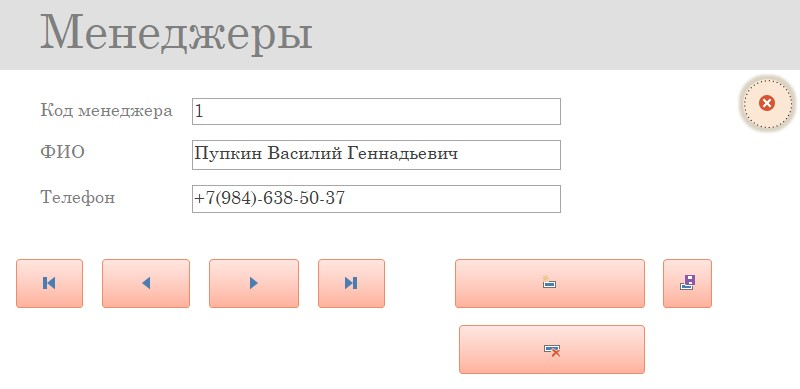 Менеджеры
Код менеджера 1
ФИО Пупкин Василий Геннадьевич
Телефон +7(984)-638-50-37